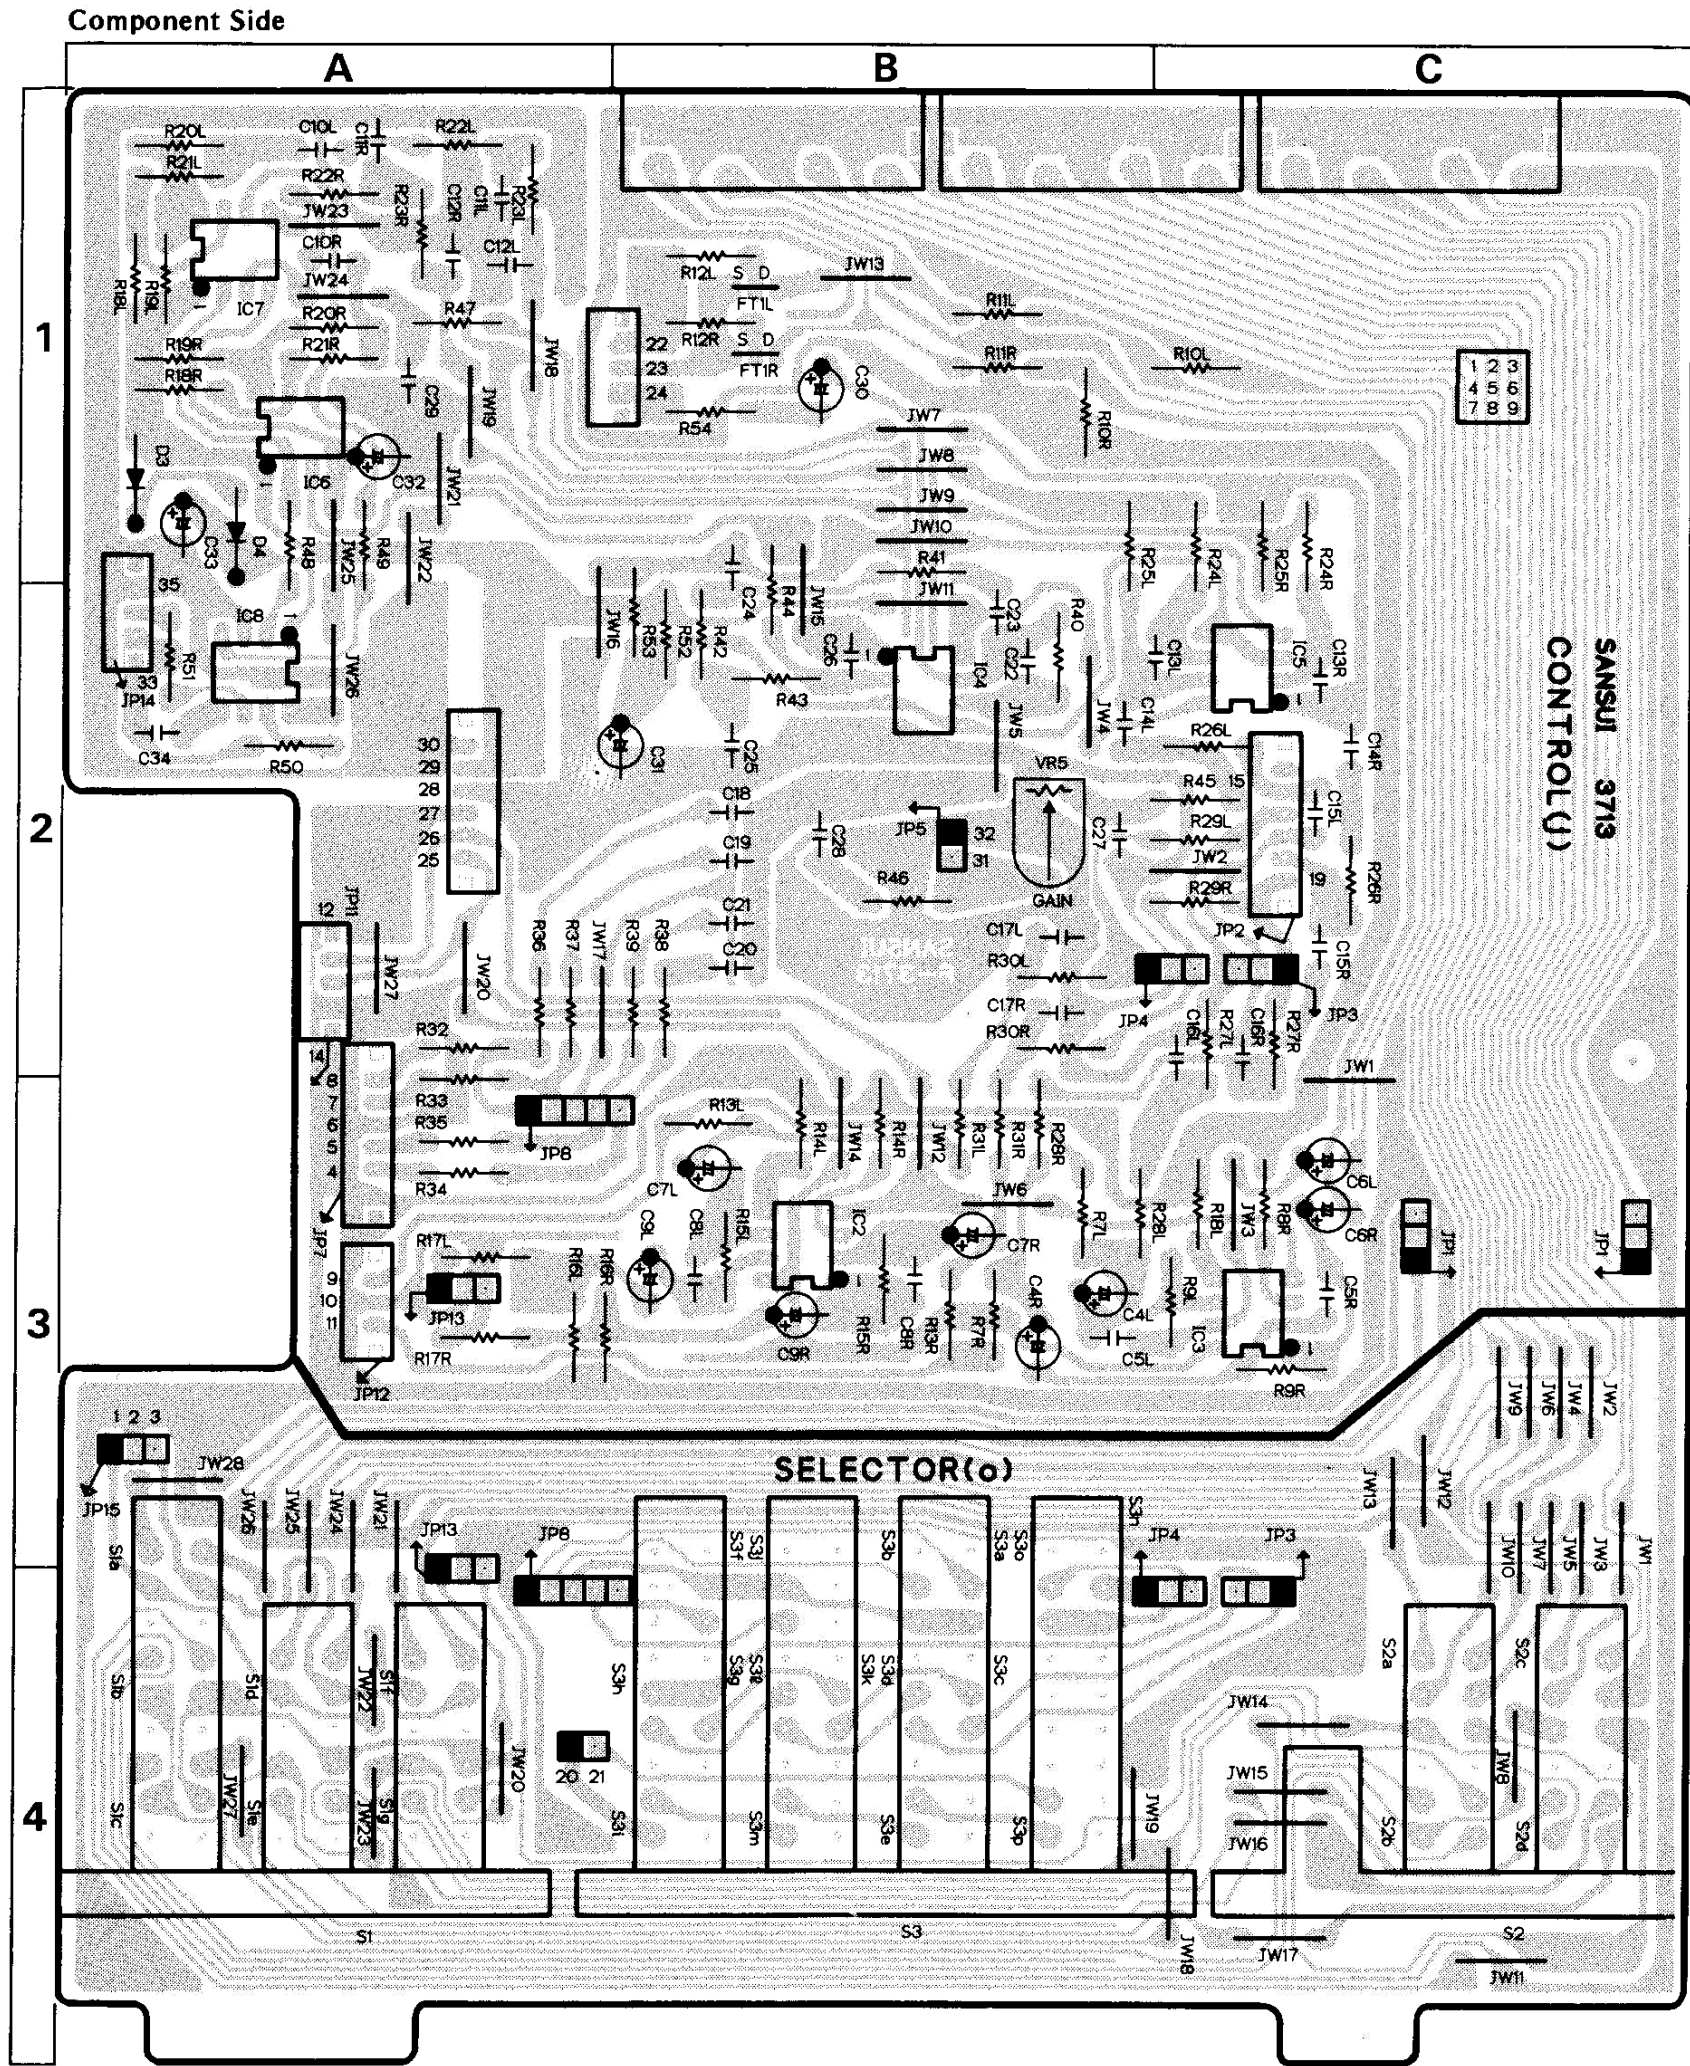 Component Side
A B C
1
2
3
4
R20L C10L C11R R22L
R21L
R22R
JW23 R23R C12R C11L R23L
C10R C12L
JW24
R18L R19L IC7 R47
R20R
R19R R21R
R18R C29 JW18
JW19
R12L S D JW13
FT1L R11L
22 R12R S D R11R R10L
23 FT1R
24 C30
R54 JW7 R10R
1 2 3
4 5 6
7 8 9
D3 1 IC6 C32 JW21 JW8
JW9
C33 D4 R48 JW25 R49 JW22 JW10 R25L R24L R25R R24R
R41
35 JW11
IC8 1 JW16 R53 R52 R42 C24 R44 JW15 C23 R40
R51 JW26 C26 1 IC4 C22 C13L IC5 C13R
33 R43 1
JP14 JW5 JW4 C14L R26L C14R
C34 R50 30 C31 C25 VR5
29 R45 15
28 C18 C15L
27 JP5 32 C27 R29L
26 C19 C28 31 JW2
25 R46 19 R26R
12 JP11 C21 GAIN R29R
R36 R37 JW17 R39 R38 C17L JP2
JW27 JW20 C20 R30L C15R
C17R JP4 JP3
R32 R30R C16L R27L C16R R27R
14 JW1
8
7 R33 R13L
6 R35
5 JP8 R14L JW14 R14R JW12 R31L R31R R28R
4 R34 C7L JW6 C6L
JP7 C9L C8L R15L IC2 C7R R7L R28L R18L JW3 R8R C6R JP1 JP1
R17L R16L R16R
9 1 C4R R9L C5R
10 JP13 C4L
11 C9R R15R C8R R13R R7R C5L IC3 1
R17R R9R
JP12
SANSUI 3713
CONTROL(j)
1 2 3 JW9 JW6 JW4 JW2
SELECTOR(o)
JW28 JW13 JW12
JP15 JW26 JW25 JW24 JW21 JP13 JP8 S3n JP4 JP3
S1a S3f S3j S3b S3a S3o JW10 JW7 JW5 JW3 JW1
S1b S1d JW22 S1f S3h S3g S3k S3d S3c S2a S2c
JW14
JW27 JW20 20 21 JW15 JW8
S1c S1e JW23 S1g S3i S3m S3e S3p JW19 JW16 S2b S2d
S1 S3 JW18 JW17 S2
JW11